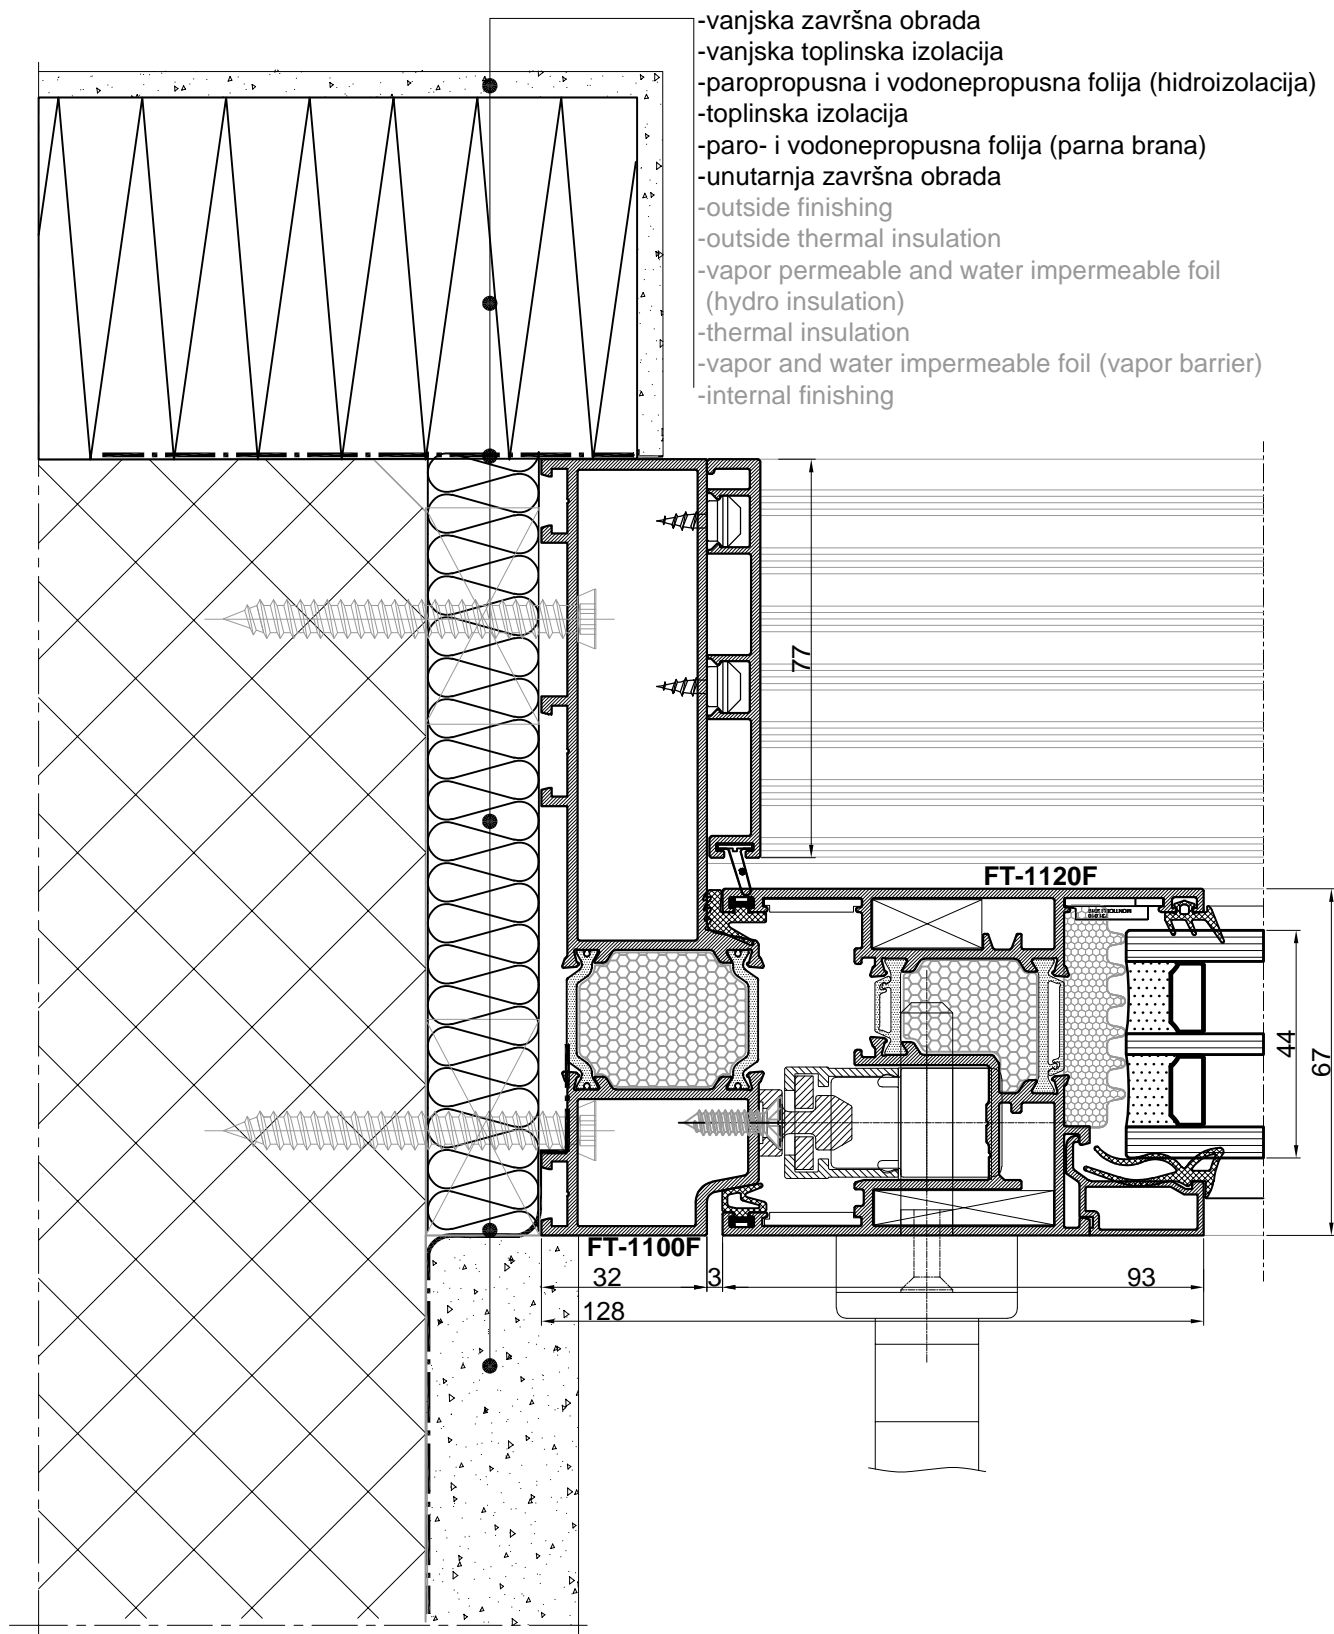 -vanjska završna obrada
-vanjska toplinska izolacija
-paropropusna i vodonepropusna folija (hidroizolacija)
-toplinska izolacija
-paro- i vodonepropusna folija (parna brana)
-unutarnja završna obrada
-outside finishing
-outside thermal insulation
-vapor permeable and water impermeable foil
(hydro insulation)
-thermal insulation
-vapor and water impermeable foil (vapor barrier)
-internal finishing
77
FT-1120F
44
67
FT-1100F
32
3
93
128